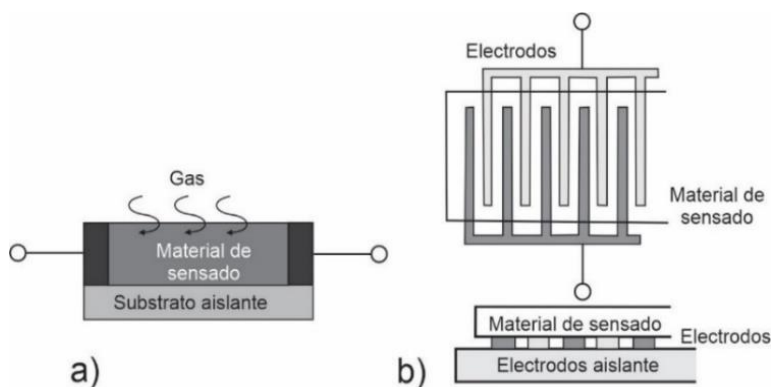 Gas
Material de
sensado
Substrato aislante
a)
Electrodos
Material de
sensado
Material de sensado
Electrodos
Electrodos aislante
b)